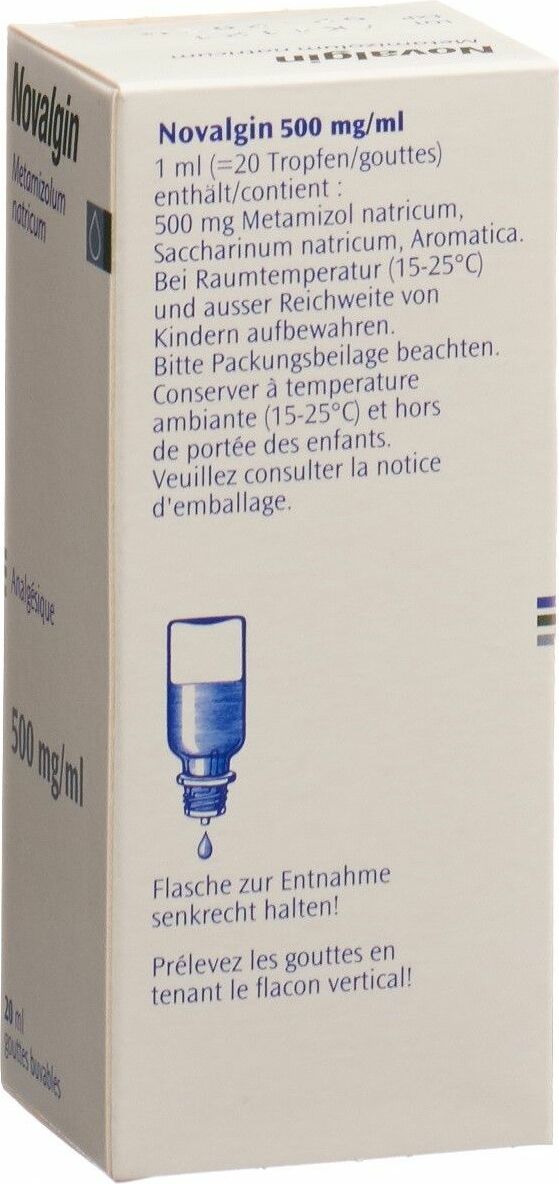 Novalgin
Metamizolum natricum
Novalgin
Metamizolum
natricum
Analgésique
500 mg/ml
20 ml
gouttes buvables
Novalgin 500 mg/ml
1 ml (=20 Tropfen/gouttes)
enthält/contient :
500 mg Metamizol natricum,
Saccharinum natricum, Aromatica.
Bei Raumtemperatur (15-25°C)
und ausser Reichweite von
Kindern aufbewahren.
Bitte Packungsbeilage beachten.
Conserver à temperature
ambiante (15-25°C) et hors
de portée des enfants.
Veuillez consulter la notice
d'emballage.
Flasche zur Entnahme
senkrecht halten!
Prélevez les gouttes en
tenant le flacon vertical!